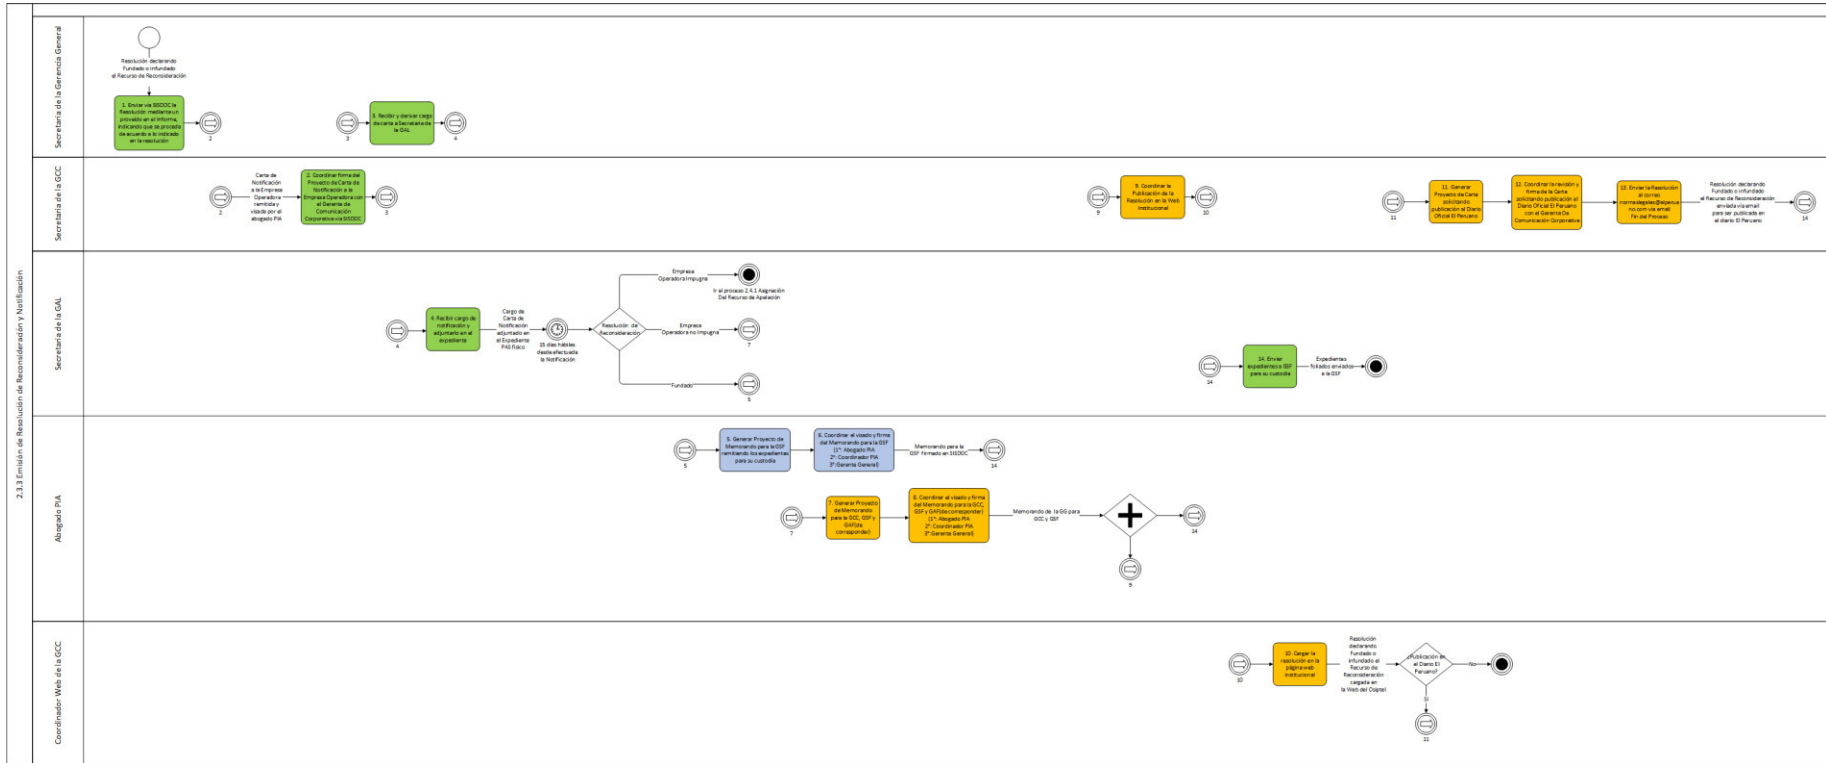 2.3.3 Emisión de Resolución de Reconsideración y Notificación
Secretaria de la Gerencia General
Resolución declarando
Fundado o infundado
el Recurso de Reconsideración
1. Enviar vía SISDOC la
Resolución mediante un
proveído en el Informe,
indicando que se proceda
de acuerdo a lo indicado
en la resolución
2
3
3. Recibir y derivar cargo
de carta a Secretaria de
la GAL
4
Secretaria de la GCC
2
Carta de
Notificación
a la Empresa
Operadora
remitida y
visada por el
abogado PIA
2. Coordinar firma del
Proyecto de Carta de
Notificación a la
Empresa Operadora con
el Gerente de
Comunicación
Corporativa vía SISDOC
3
9
9. Coordinar la
Publicación de la
Resolución en la Web
Institucional
10
11
11. Generar
Proyecto de Carta
solicitando
publicación al Diario
Oficial El Peruano
12. Coordinar la revisión y
firma de la Carta
solicitando publicación al
Diario Oficial El Peruano
con el Gerente De
Comunicación Corporativa
13. Enviar la Resolución
al correo
normaslegales@elperua
no.com vía email
Fin del Proceso
Resolución declarando
Fundado o infundado
el Recurso de Reconsideración
enviada vía email
para ser publicada en
el diario El Peruano
14
Secretaria de la GAL
4
4. Recibir cargo de
notificación y
adjuntarlo en el
expediente
Cargo de
Carta de
Notificación
adjuntado en
el Expediente
PAS físico
15 días hábiles
desde efectuada
la Notificación
Resolución de
Reconsideración
Empresa
Operadora Impugna
Ir al proceso 2.4.1 Asignación
Del Recurso de Apelación
Empresa
Operadora no Impugna
7
Fundado
5
14
14. Enviar
expedientes a GSF
para su custodia
Expedientes
foliados enviados
a la GSF
Abogado PIA
5
5. Generar Proyecto de
Memorando para la GSF
remitiendo los expedientes
para su custodia
6. Coordinar el visado y firma
del Memorando para la GSF
(1°: Abogado PIA
2°: Coordinador PIA
3°:Gerente General)
Memorando para la
GSF firmado en SISDOC
14
7
7. Generar Proyecto
de Memorando
para la GCC, GSF y
GAF(de
corresponder)
8. Coordinar el visado y firma
del Memorando para la GCC,
GSF y GAF(de corresponder)
(1°: Abogado PIA
2°: Coordinador PIA
3°:Gerente General)
Memorando de la GG para
GCC y GSF
14
9
Coordinador Web de la GCC
10
10. Cargar la
resolución en la
página web
institucional
Resolución
declarando
Fundado o
infundado el
Recurso de
Reconsideración
cargada en
la Web del Osiptel
¿Publicación en
el Diario El
Peruano?
No
Si
11